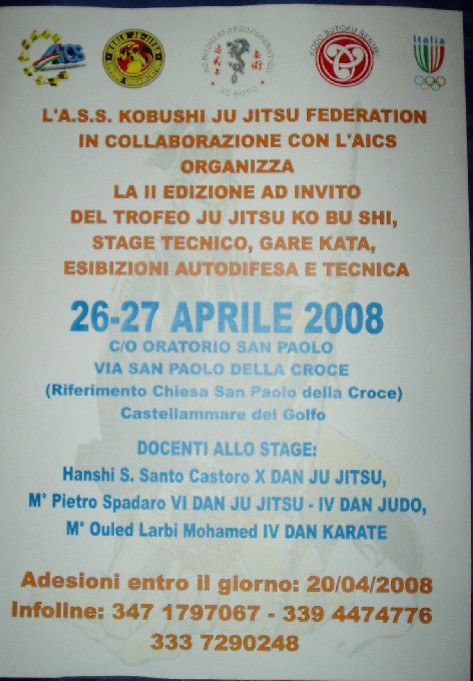 AICS
italia
L'A.S.S. KOBUSHI JU JITSU FEDERATION
IN COLLABORAZIONE CON L'AICS
ORGANIZZA
LA II EDIZIONE AD INVITO
DEL TROFEO JU JITSU KO BU SHI,
STAGE TECNICO, GARE KATA,
ESIBIZIONI AUTODIFESA E TECNICA
26-27 APRILE 2008
C/O ORATORIO SAN PAOLO
VIA SAN PAOLO DELLA CROCE
(Riferimento Chiesa San Paolo della Croce)
Castellammare del Golfo
DOCENTI ALLO STAGE:
Hanshi S. Santo Castoro X DAN JU JITSU,
M° Pietro Spadaro VI DAN JU JITSU - IV DAN JUDO,
M° Ouled Larbi Mohamed IV DAN KARATE
Adesioni entro il giorno: 20/04/2008
Infoline: 347 1797067 - 339 4474776
333 7290248